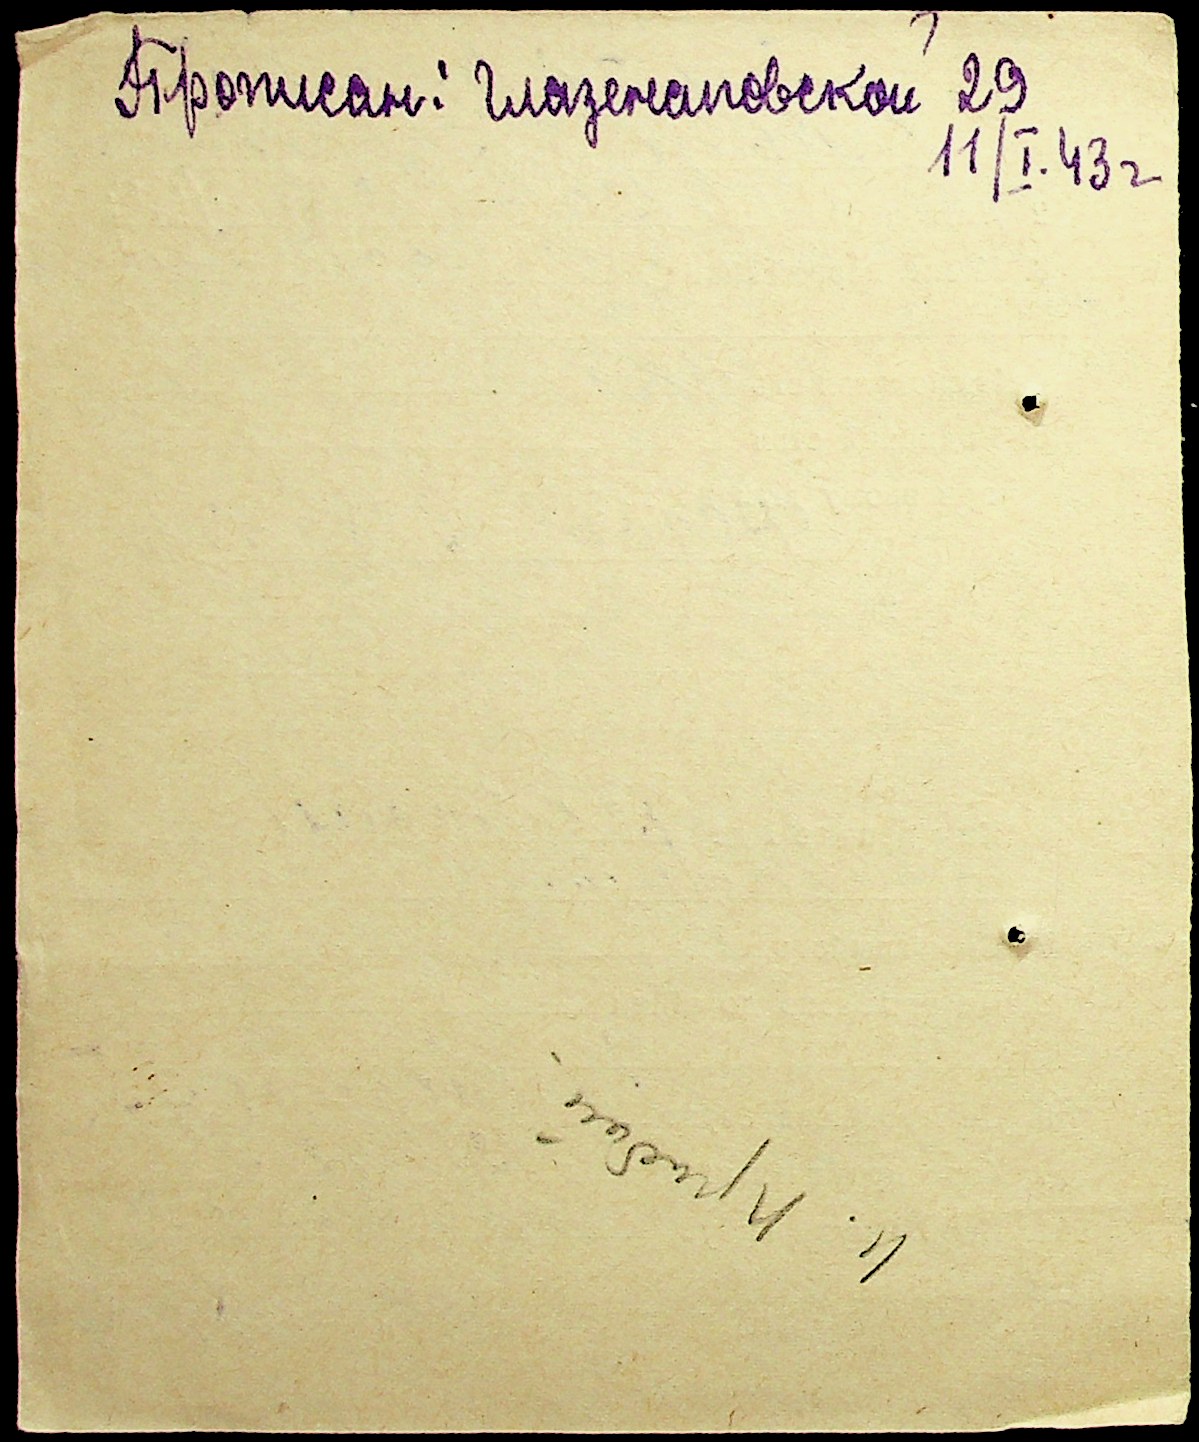 Прописан: Глазенаповской 29
11/I.43г
И.